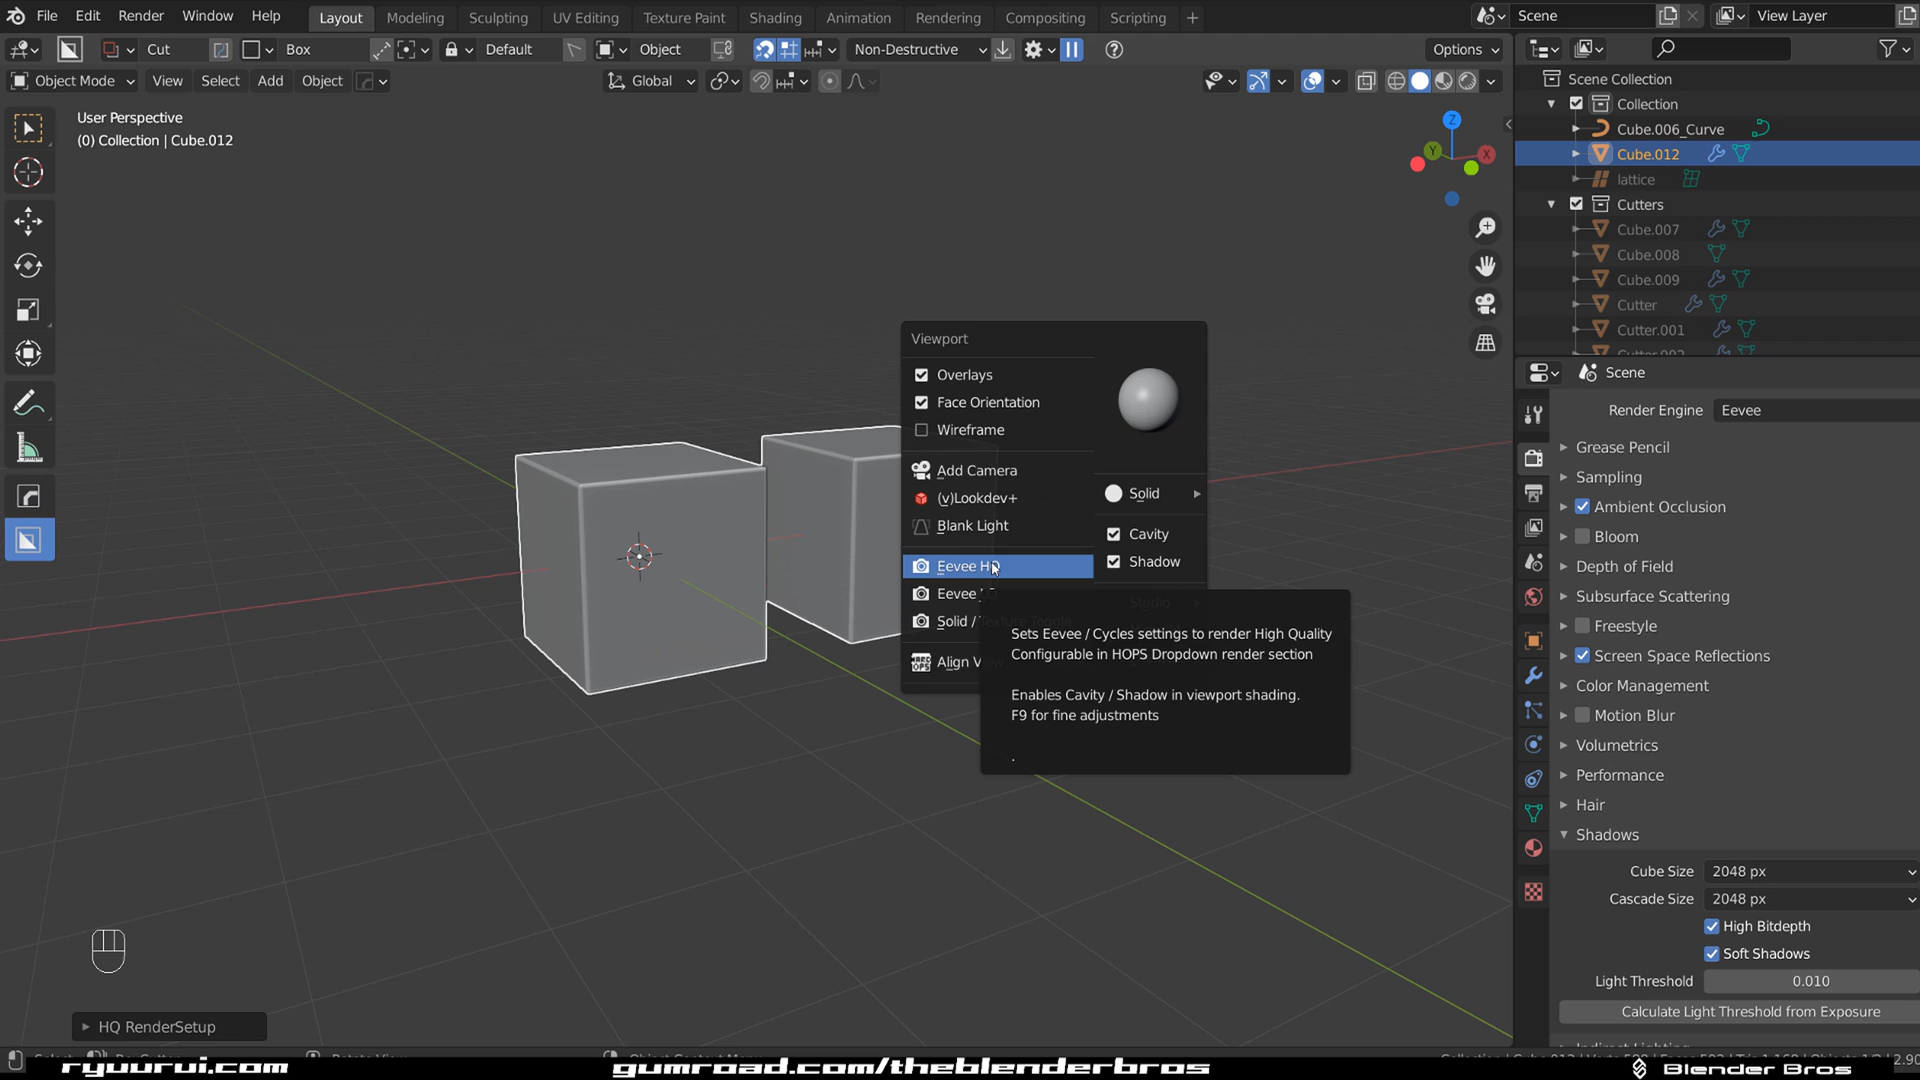 File Edit Render Window Help Layout Modeling Sculpting UV Editing Texture Paint Shading Animation Rendering Compositing Scripting + Scene View Layer
Cut Box Default Object Non-Destructive Options
Object Mode View Select Add Object Global
User Perspective
(0) Collection | Cube.012
Z
Y
X
Viewport
Overlays
Face Orientation
Wireframe
Add Camera
(v)Lookdev+
Blank Light
Eevee HQ
Eevee
Solid /
Align V
Solid
Cavity
Shadow
Studio
Sets Eevee / Cycles settings to render High Quality
Configurable in HOPS Dropdown render section
Enables Cavity / Shadow in viewport shading.
F9 for fine adjustments
.
HQ RenderSetup
Scene Collection
Collection
Cube.006_Curve
Cube.012
lattice
Cutters
Cube.007
Cube.008
Cube.009
Cutter
Cutter.001
Cutter.002
Scene
Render Engine Eevee
Grease Pencil
Sampling
Ambient Occlusion
Bloom
Depth of Field
Subsurface Scattering
Freestyle
Screen Space Reflections
Color Management
Motion Blur
Volumetrics
Performance
Hair
Shadows
Cube Size 2048 px
Cascade Size 2048 px
High Bitdepth
Soft Shadows
Light Threshold 0.010
Calculate Light Threshold from Exposure
ryuurui.com
gumroad.com/theblenderbros
Blender Bros